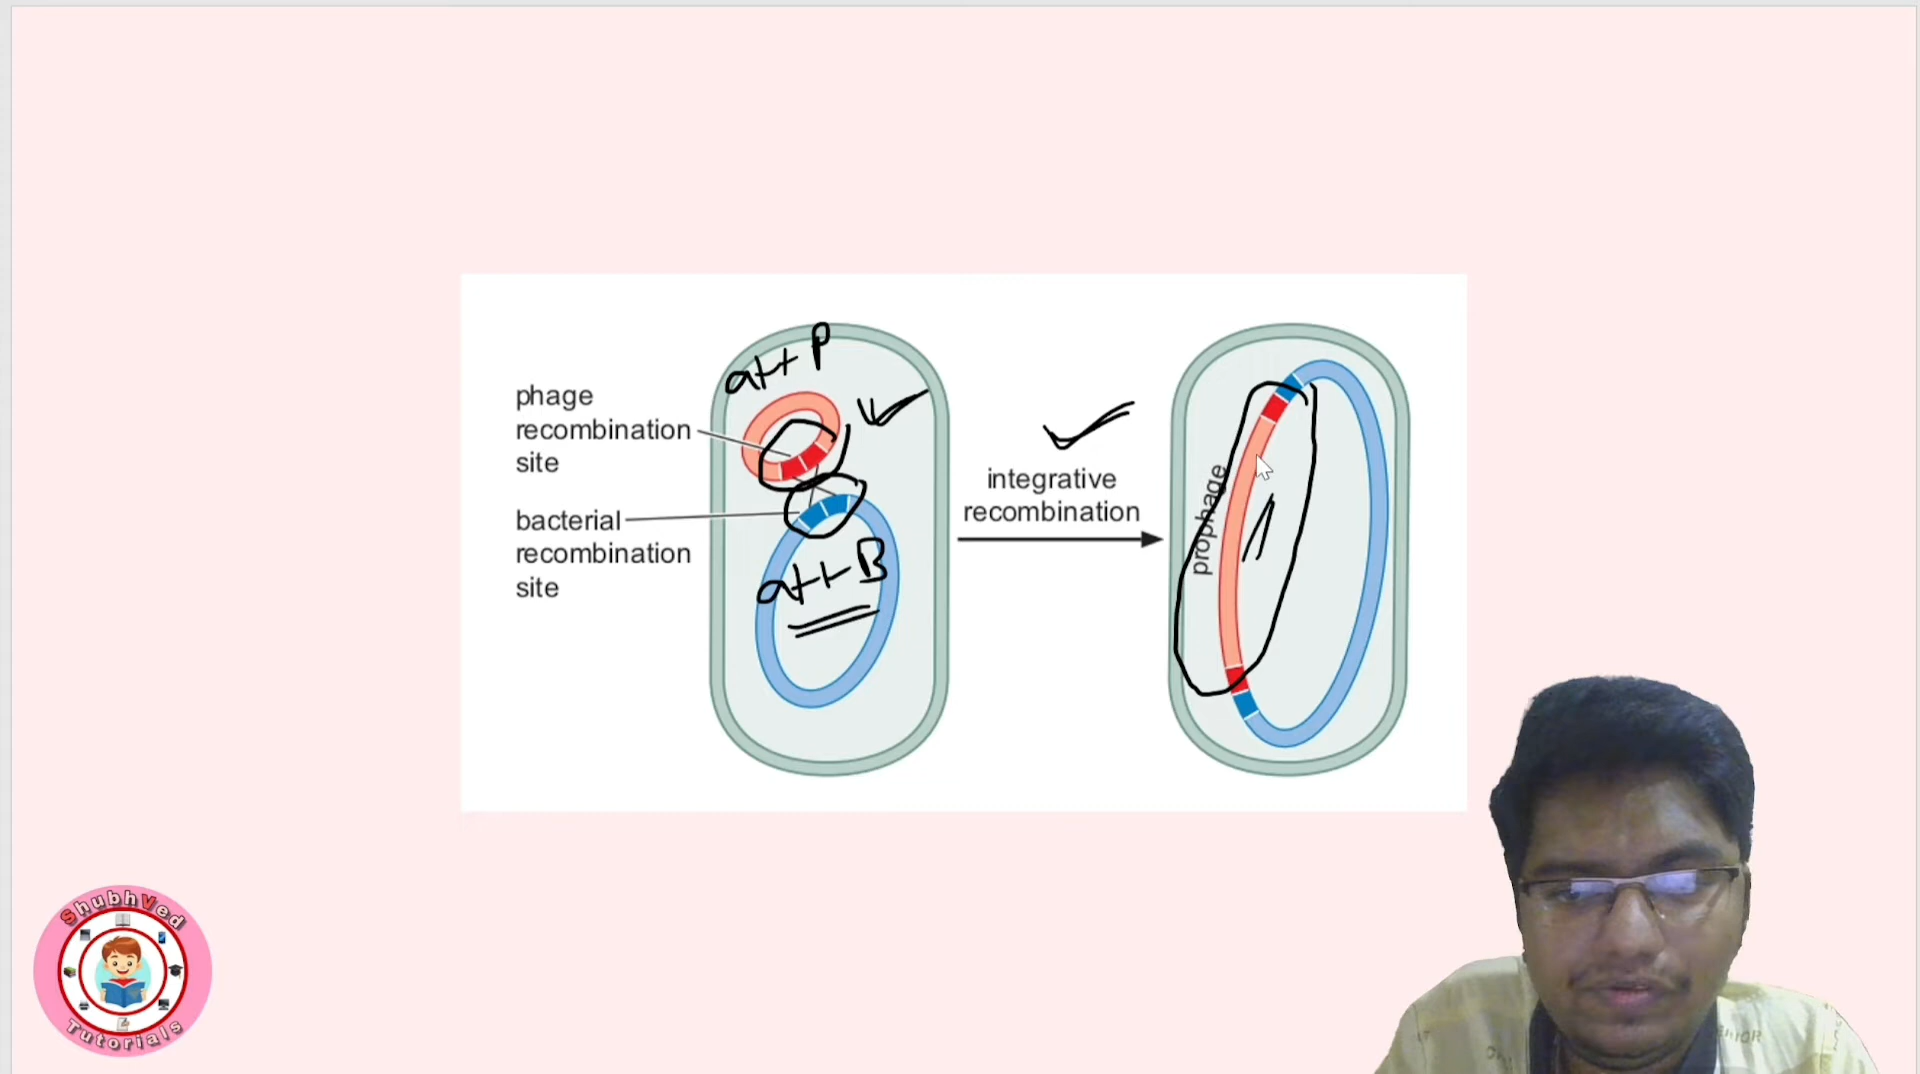 att P
phage
recombination
site
bacterial
recombination
site
att B
integrative
recombination
prophage
ShubhVed
Tutorials